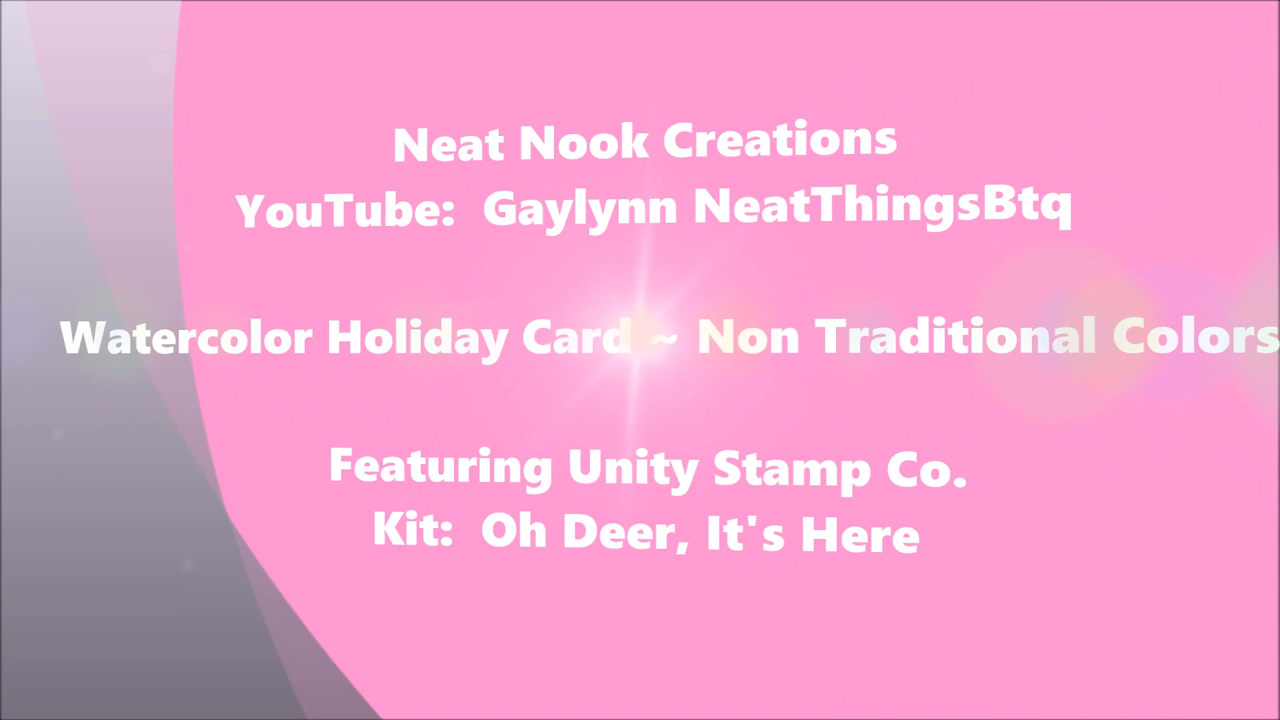 Neat Nook Creations
YouTube:  Gaylynn NeatThingsBtq
Watercolor Holiday Card ~ Non Traditional Colors
Featuring Unity Stamp Co.
Kit:  Oh Deer, It's Here